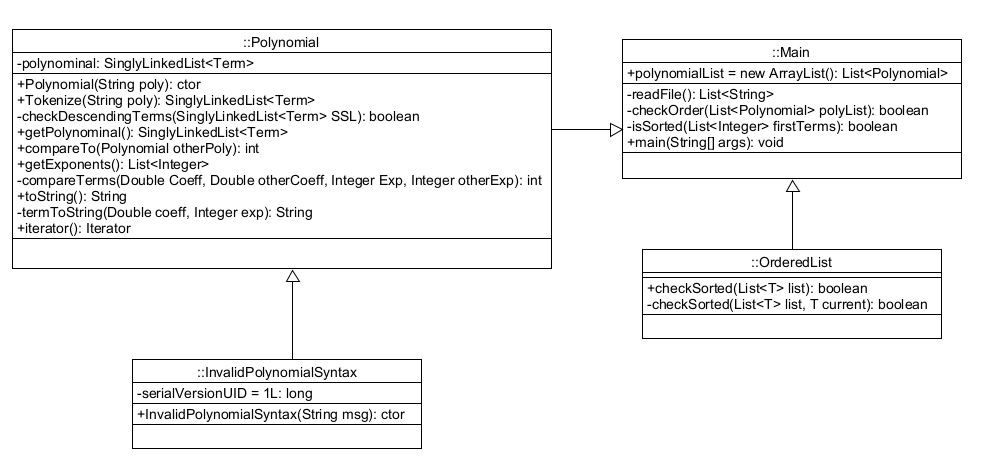 ::Polynomial
-polynominal: SinglyLinkedList<Term>
+Polynomial(String poly): ctor
+Tokenize(String poly): SinglyLinkedList<Term>
-checkDescendingTerms(SinglyLinkedList<Term> SSL): boolean
+getPolynominal(): SinglyLinkedList<Term>
+compareTo(Polynomial otherPoly): int
+getExponents(): List<Integer>
-compareTerms(Double Coeff, Double otherCoeff, Integer Exp, Integer otherExp): int
+toString(): String
-termToString(Double coeff, Integer exp): String
+iterator(): Iterator
::Main
+polynomialList = new ArrayList(): List<Polynomial>
-readFile(): List<String>
-checkOrder(List<Polynomial> polyList): boolean
-isSorted(List<Integer> firstTerms): boolean
+main(String[] args): void
::OrderedList
+checkSorted(List<T> list): boolean
-checkSorted(List<T> list, T current): boolean
::InvalidPolynomialSyntax
-serialVersionUID = 1L: long
+InvalidPolynomialSyntax(String msg): ctor